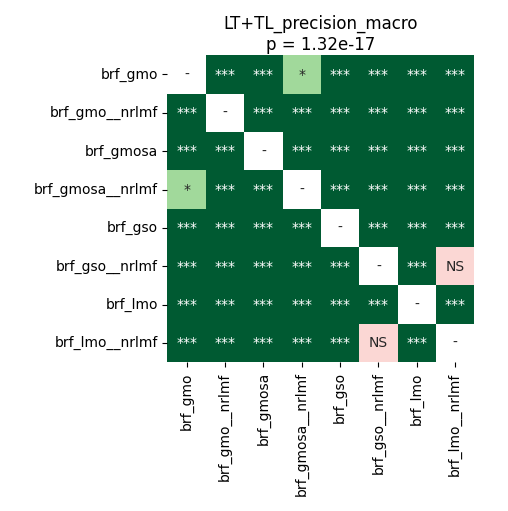 LT+TL_precision_macro
p = 1.32e-17
brf_gmo - *** *** * *** *** *** ***
brf_gmo__nrlmf *** - *** *** *** *** *** ***
brf_gmosa *** *** - *** *** *** *** ***
brf_gmosa__nrlmf * *** *** - *** *** *** ***
brf_gso *** *** *** *** - *** *** ***
brf_gso__nrlmf *** *** *** *** *** - *** NS
brf_lmo *** *** *** *** *** *** - ***
brf_lmo__nrlmf *** *** *** *** *** NS *** -
brf_gmo
brf_gmo__nrlmf
brf_gmosa
brf_gmosa__nrlmf
brf_gso
brf_gso__nrlmf
brf_lmo
brf_lmo__nrlmf